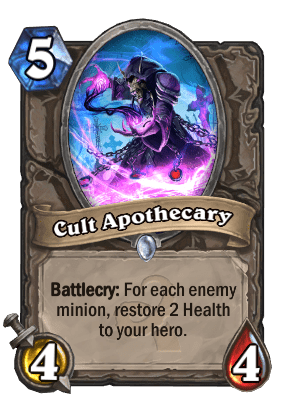 5
Cult Apothecary
Battlecry: For each enemy
minion, restore 2 Health
to your hero.
4
4